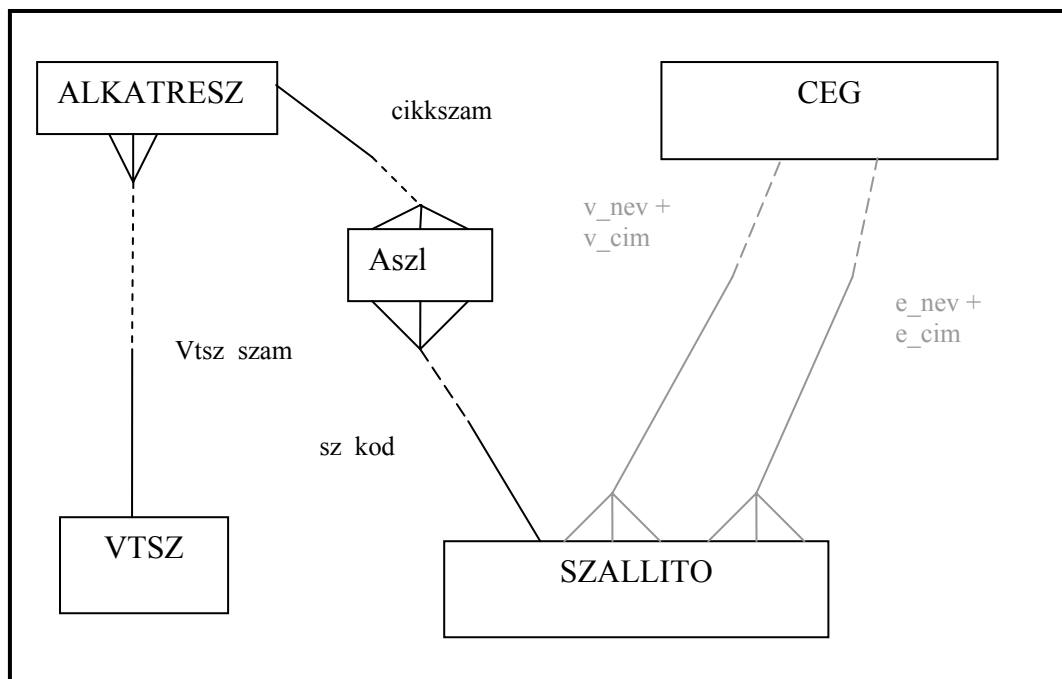 ALKATRESZ
CEG
cikkszam
v_nev +
v_cim
Aszl
e_nev +
e_cim
Vtsz szam
sz kod
VTSZ
SZALLITO